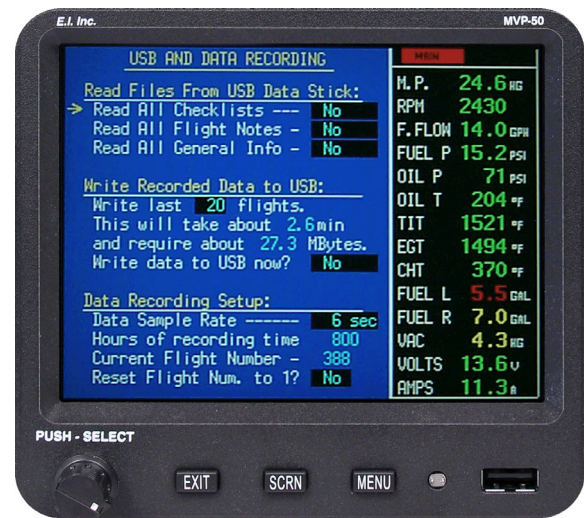 E.I. Inc.
MVP-50
USB AND DATA RECORDING
Read Files From USB Data Stick:
Read All Checklists --- No
Read All Flight Notes - No
Read All General Info - No
Write Recorded Data to USB:
Write last 20 flights.
This will take about 2.6min
and require about 27.3 MBytes.
Write data to USB now? No
Data Recording Setup:
Data Sample Rate ------ 6 sec
Hours of recording time 800
Current Flight Number - 388
Reset Flight Num. to 1? No
MAIN
M.P. 24.6 HG
RPM 2430
F.FLOW 14.0 GPH
FUEL P 15.2 PSI
OIL P 71 PSI
OIL T 204 °F
TIT 1521 °F
EGT 1494 °F
CHT 370 °F
FUEL L 5.5 GAL
FUEL R 7.0 GAL
VAC 4.3 HG
VOLTS 13.6 V
AMPS 11.3 A
PUSH - SELECT
EXIT
SCRN
MENU